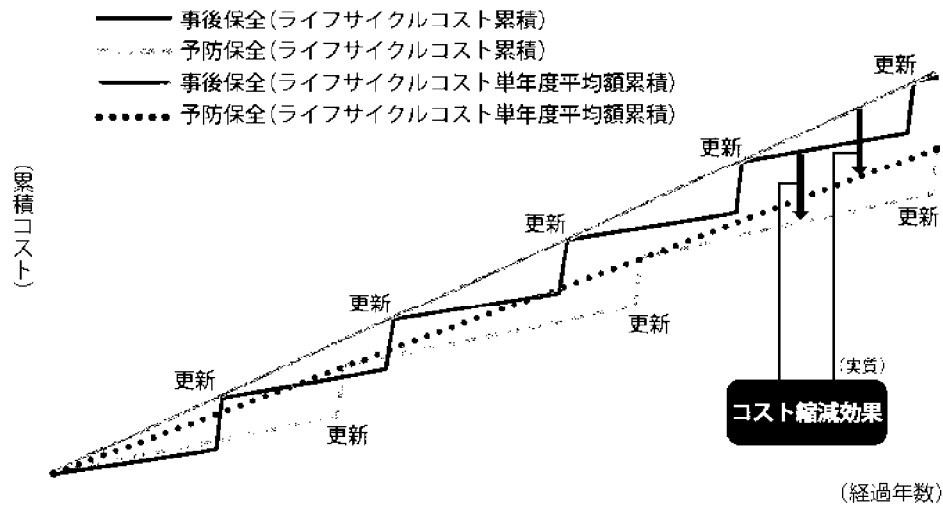 事後保全(ライフサイクルコスト累積)
予防保全(ライフサイクルコスト累積)
事後保全(ライフサイクルコスト単年度平均額累積)
予防保全(ライフサイクルコスト単年度平均額累積)
更新
更新
更新
更新
更新
更新
更新
更新
(累積コスト)
(実質)
コスト縮減効果
(経過年数)